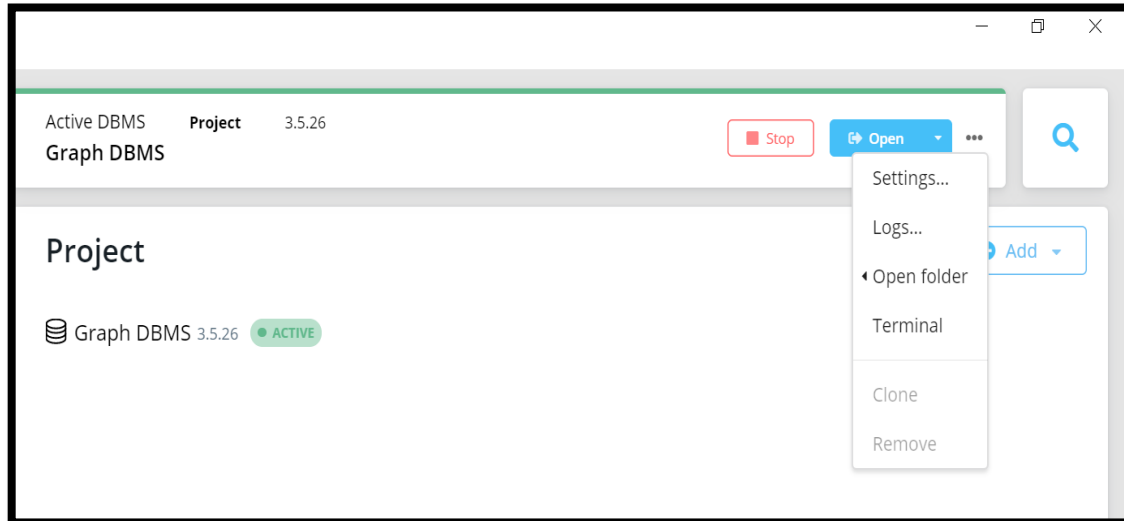 Active DBMS Project 3.5.26
Graph DBMS
Stop
Open
Settings...
Logs...
Open folder
Terminal
Clone
Remove
Project
Add
Graph DBMS 3.5.26 ACTIVE